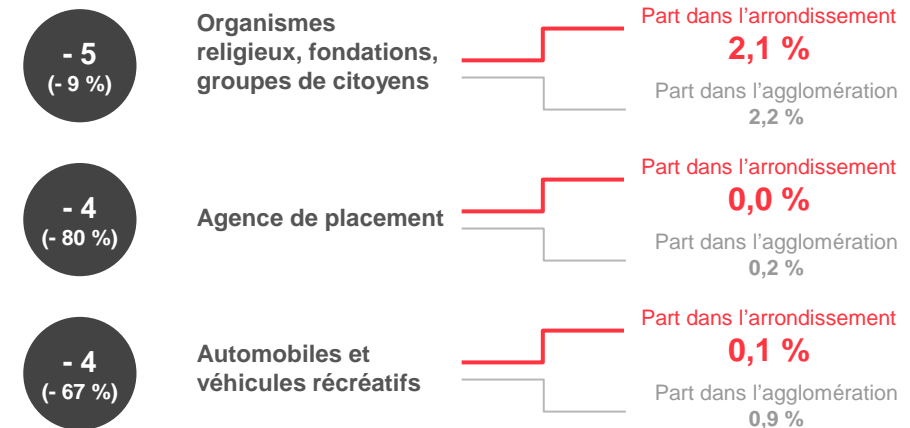 - 5
(- 9 %)
Organismes
religieux, fondations,
groupes de citoyens
Part dans l’arrondissement
2,1 %
Part dans l’agglomération
2,2 %
- 4
(- 80 %)
Agence de placement
Part dans l’arrondissement
0,0 %
Part dans l’agglomération
0,2 %
- 4
(- 67 %)
Automobiles et
véhicules récréatifs
Part dans l’arrondissement
0,1 %
Part dans l’agglomération
0,9 %